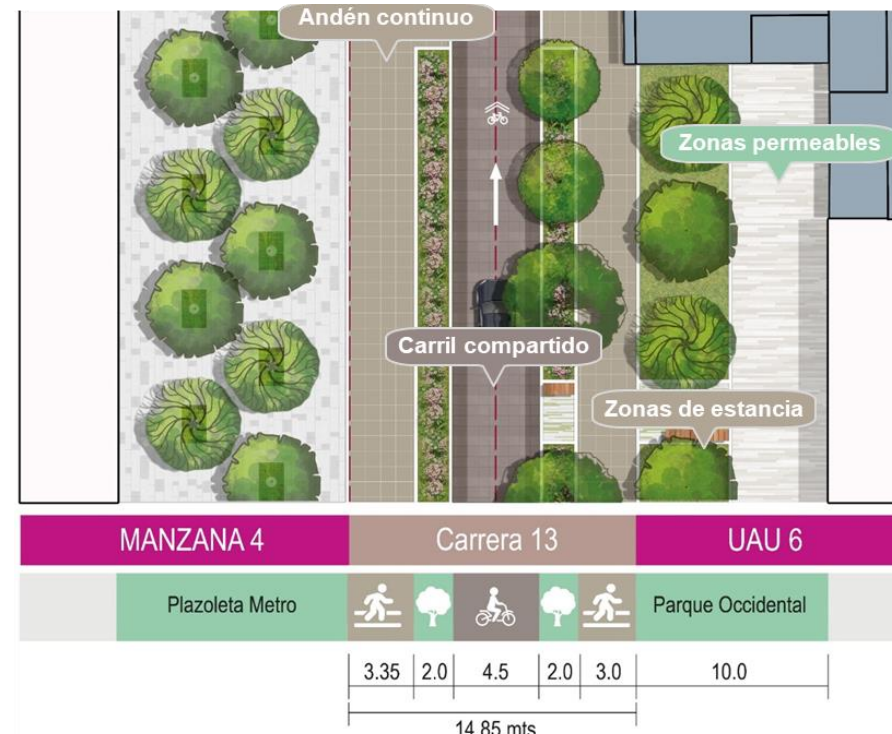 Andén continuo
Zonas permeables
Carril compartido
Zonas de estancia
MANZANA 4
Carrera 13
UAU 6
Plazoleta Metro
Parque Occidental
3.35
2.0
4.5
2.0
3.0
10.0
14.85 mts